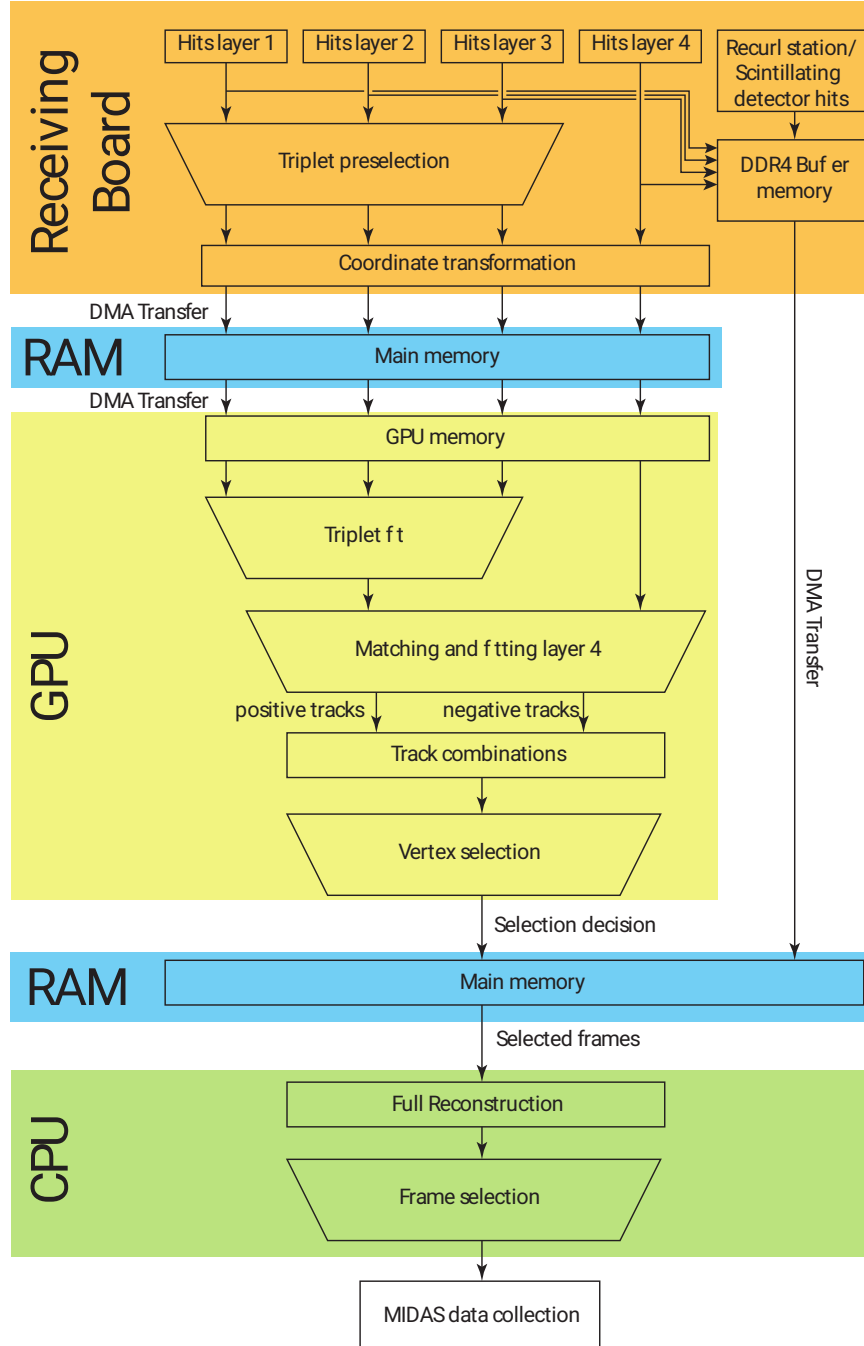 Receiving
Board
Hits layer 1
Hits layer 2
Hits layer 3
Hits layer 4
Recurl station/
Scintillating
detector hits
Triplet preselection
DDR4 Buf er
memory
Coordinate transformation
DMA Transfer
RAM
Main memory
DMA Transfer
GPU
GPU memory
Triplet f t
Matching and f tting layer 4
DMA Transfer
positive tracks
negative tracks
Track combinations
Vertex selection
Selection decision
RAM
Main memory
Selected frames
CPU
Full Reconstruction
Frame selection
MIDAS data collection